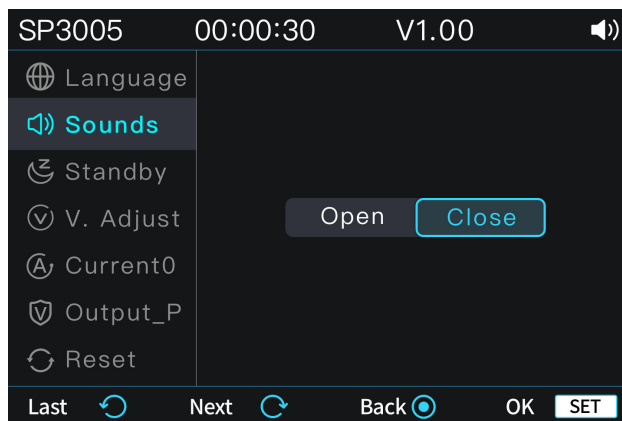 SP3005 00:00:30 V1.00
Language
Sounds
Standby
V. Adjust
Open Close
Current0
Output_P
Reset
Last Next Back OK SET